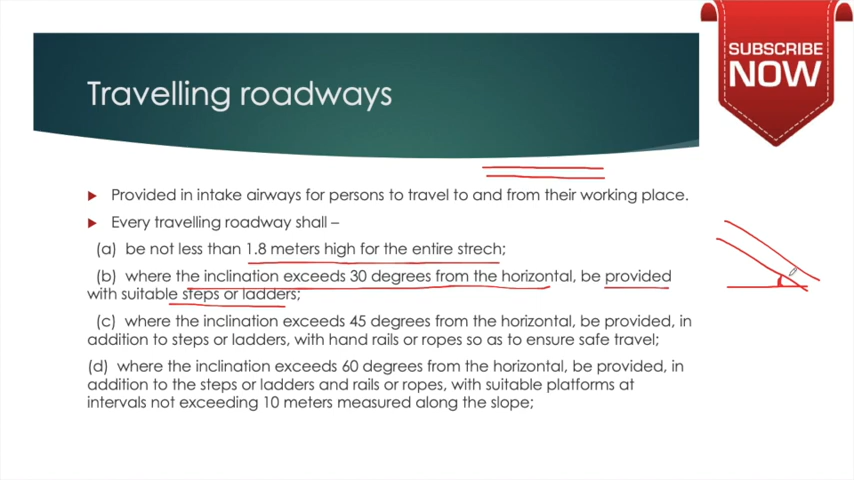 SUBSCRIBE
NOW
Travelling roadways
Provided in intake airways for persons to travel to and from their working place.
Every travelling roadway shall –
(a) be not less than 1.8 meters high for the entire strech;
(b) where the inclination exceeds 30 degrees from the horizontal, be provided
with suitable steps or ladders;
(c) where the inclination exceeds 45 degrees from the horizontal, be provided, in
addition to steps or ladders, with hand rails or ropes so as to ensure safe travel;
(d) where the inclination exceeds 60 degrees from the horizontal, be provided, in
addition to the steps or ladders and rails or ropes, with suitable platforms at
intervals not exceeding 10 meters measured along the slope;